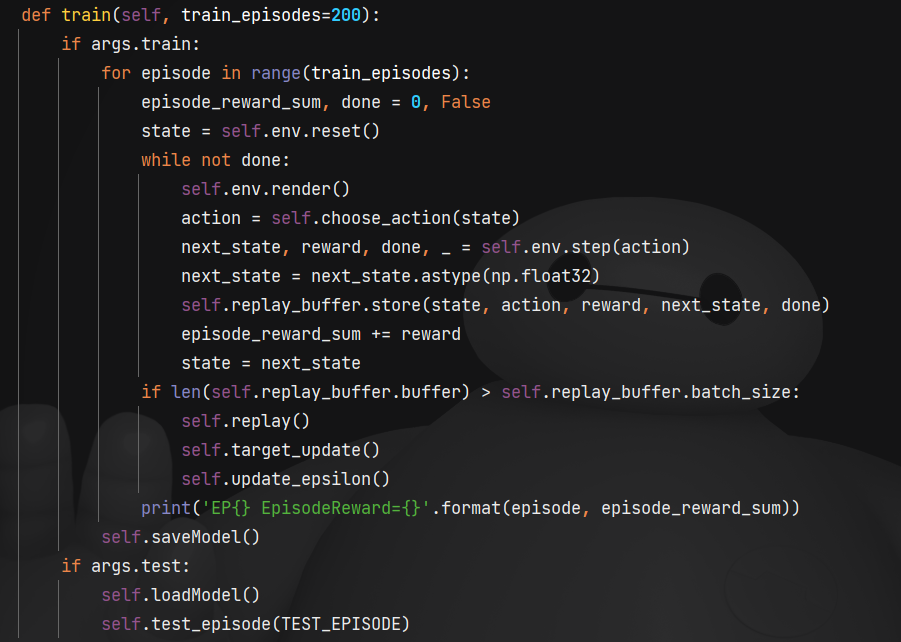 def train(self, train_episodes=200):
    if args.train:
        for episode in range(train_episodes):
            episode_reward_sum, done = 0, False
            state = self.env.reset()
            while not done:
                self.env.render()
                action = self.choose_action(state)
                next_state, reward, done, _ = self.env.step(action)
                next_state = next_state.astype(np.float32)
                self.replay_buffer.store(state, action, reward, next_state, done)
                episode_reward_sum += reward
                state = next_state
            if len(self.replay_buffer.buffer) > self.replay_buffer.batch_size:
                self.replay()
                self.target_update()
                self.update_epsilon()
            print('EP{} EpisodeReward={}'.format(episode, episode_reward_sum))
        self.saveModel()
    if args.test:
        self.loadModel()
        self.test_episode(TEST_EPISODE)